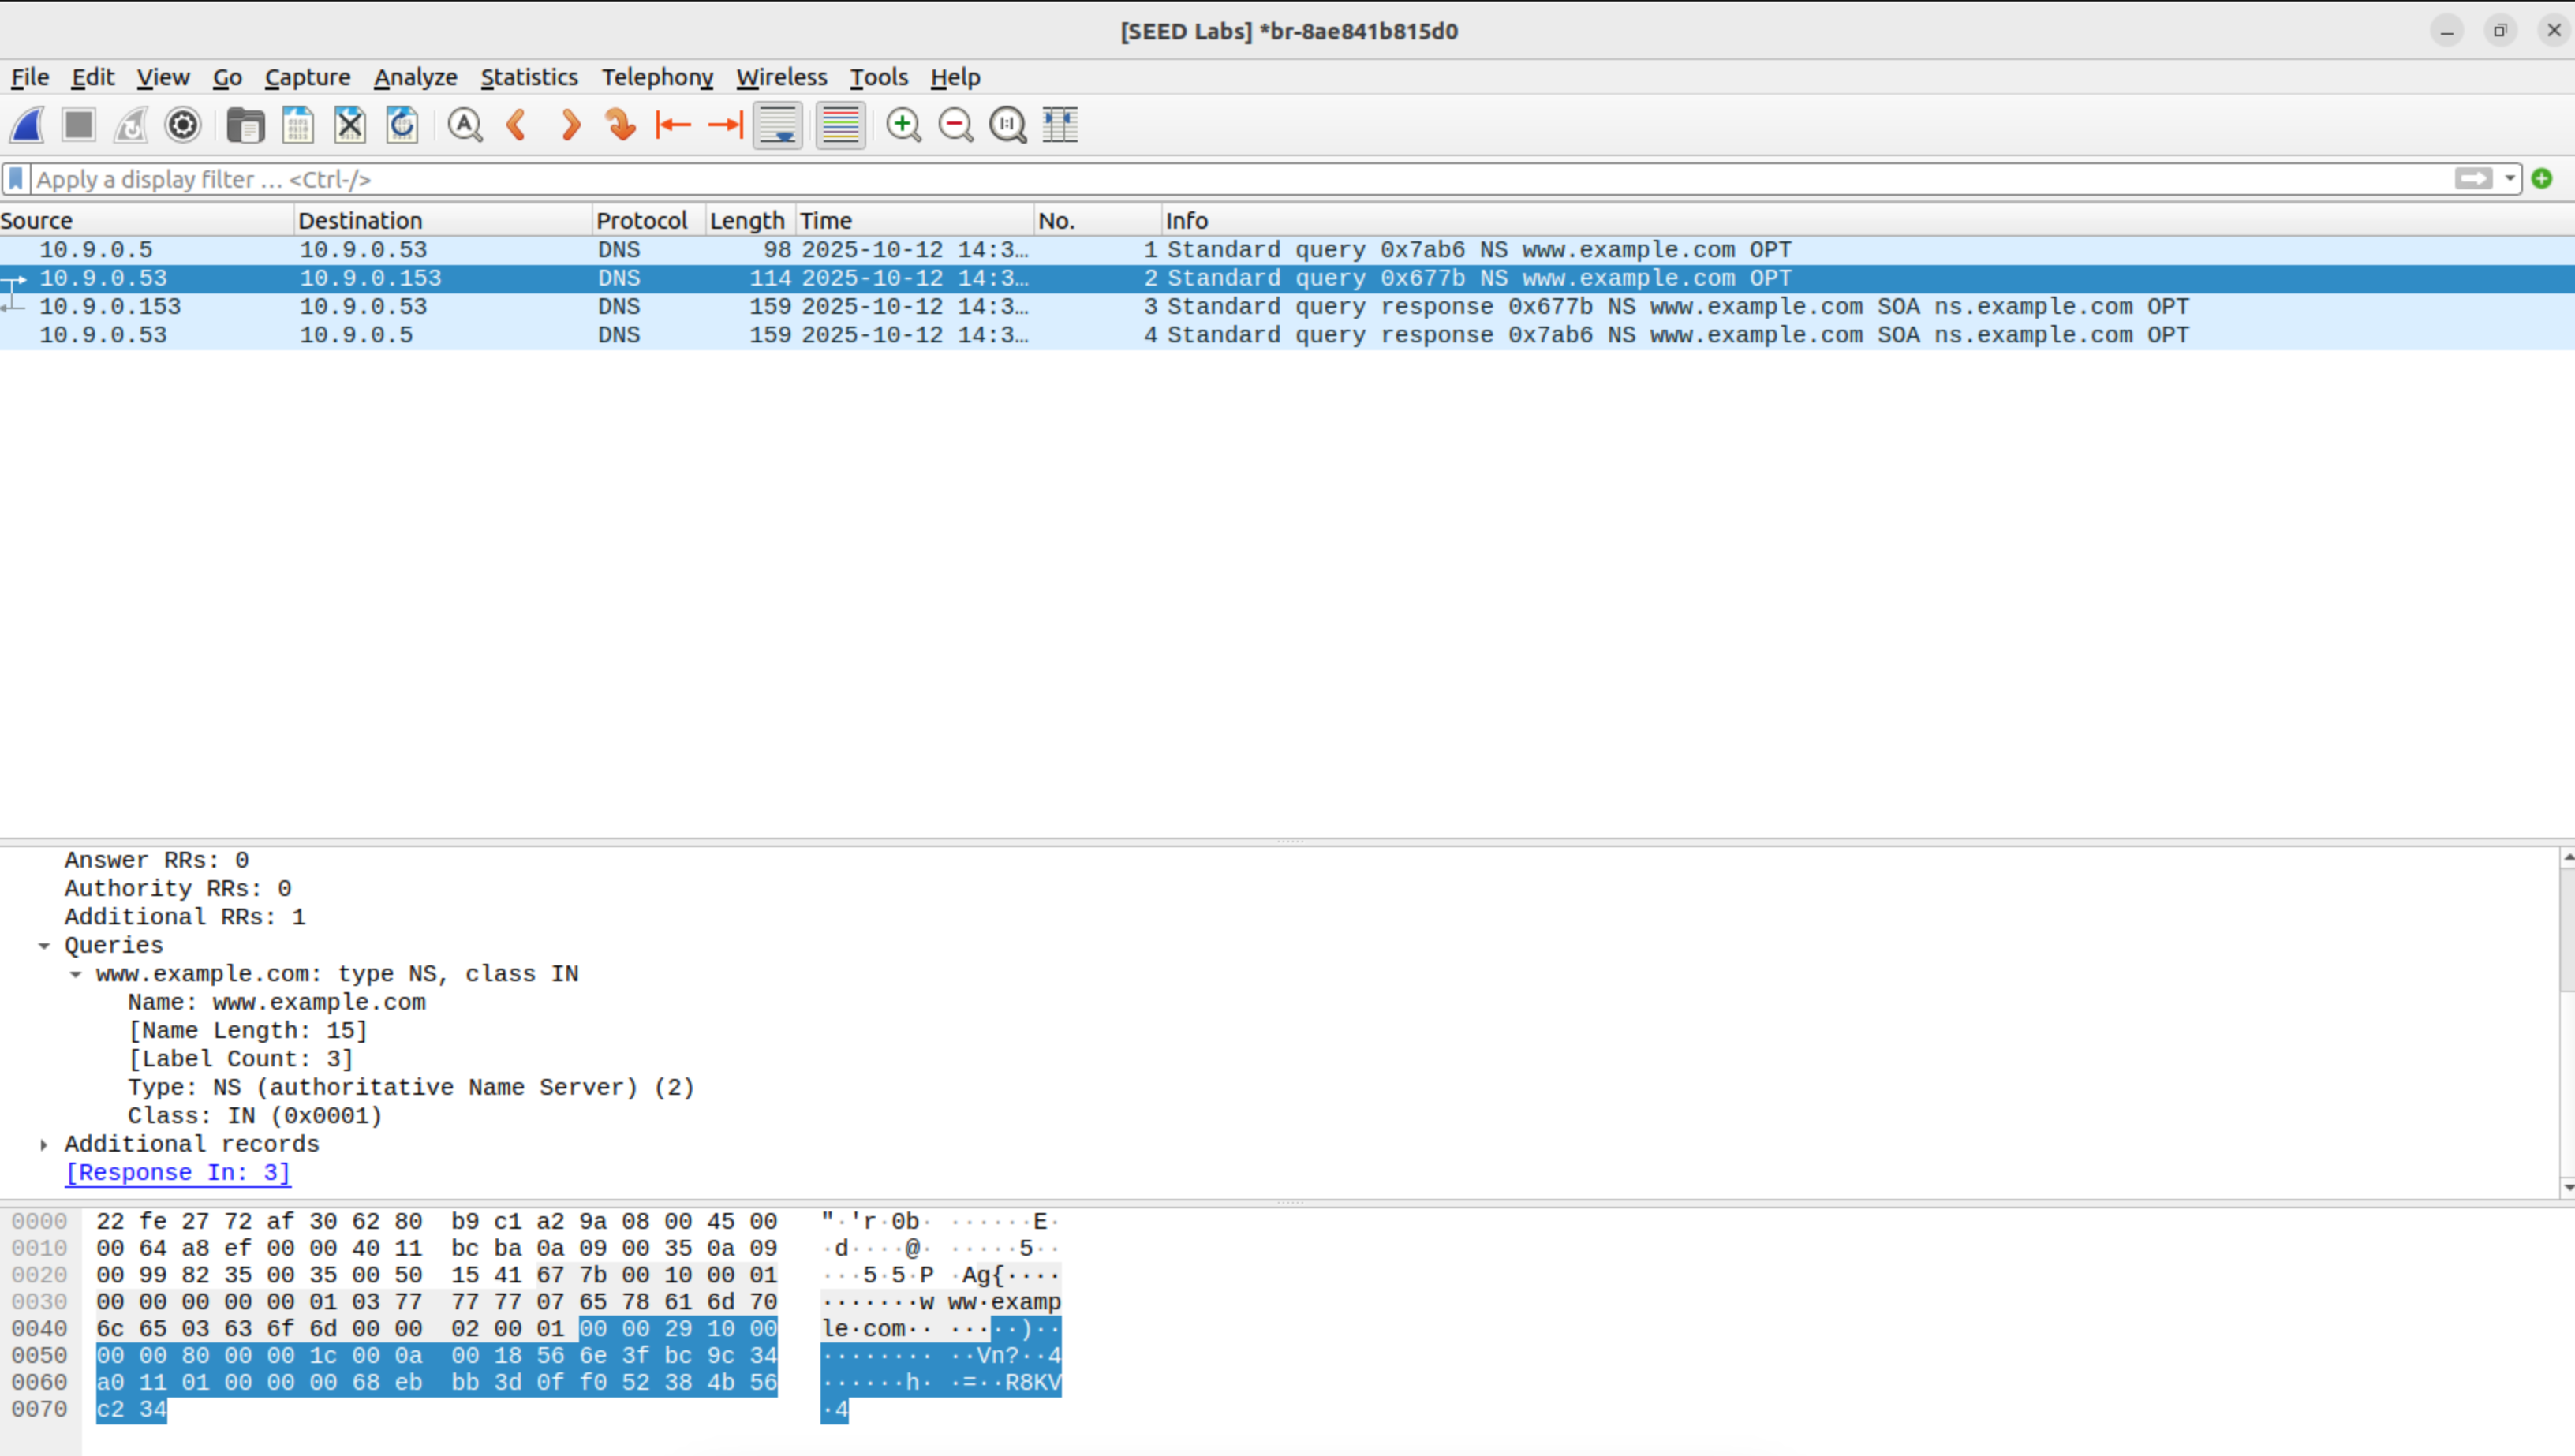 [SEED Labs] *br-8ae841b815d0
File Edit View Go Capture Analyze Statistics Telephony Wireless Tools Help
Apply a display filter … <Ctrl-/>
Source Destination Protocol Length Time No. Info
10.9.0.5 10.9.0.53 DNS 98 2025-10-12 14:3… 1 Standard query 0x7ab6 NS www.example.com OPT
10.9.0.53 10.9.0.153 DNS 114 2025-10-12 14:3… 2 Standard query 0x677b NS www.example.com OPT
10.9.0.153 10.9.0.53 DNS 159 2025-10-12 14:3… 3 Standard query response 0x677b NS www.example.com SOA ns.example.com OPT
10.9.0.53 10.9.0.5 DNS 159 2025-10-12 14:3… 4 Standard query response 0x7ab6 NS www.example.com SOA ns.example.com OPT
Answer RRs: 0
Authority RRs: 0
Additional RRs: 1
Queries
www.example.com: type NS, class IN
Name: www.example.com
[Name Length: 15]
[Label Count: 3]
Type: NS (authoritative Name Server) (2)
Class: IN (0x0001)
Additional records
[Response In: 3]
0000 22 fe 27 72 af 30 62 80 b9 c1 a2 9a 08 00 45 00 "·'r·0b· ······E·
0010 00 64 a8 ef 00 00 40 11 bc ba 0a 09 00 35 0a 09 ·d····@· ·····5··
0020 00 99 82 35 00 35 00 50 15 41 67 7b 00 10 00 01 ···5·5·P ·Ag{····
0030 00 00 00 00 00 01 03 77 77 77 07 65 78 61 6d 70 ·······w ww·examp
0040 6c 65 03 63 6f 6d 00 00 02 00 01 00 00 29 10 00 le·com·· ·····)··
0050 00 00 80 00 00 1c 00 0a 00 18 56 6e 3f bc 9c 34 ········ ··Vn?··4
0060 a0 11 01 00 00 00 68 eb bb 3d 0f f0 52 38 4b 56 ······h· ·=··R8KV
0070 c2 34 ·4